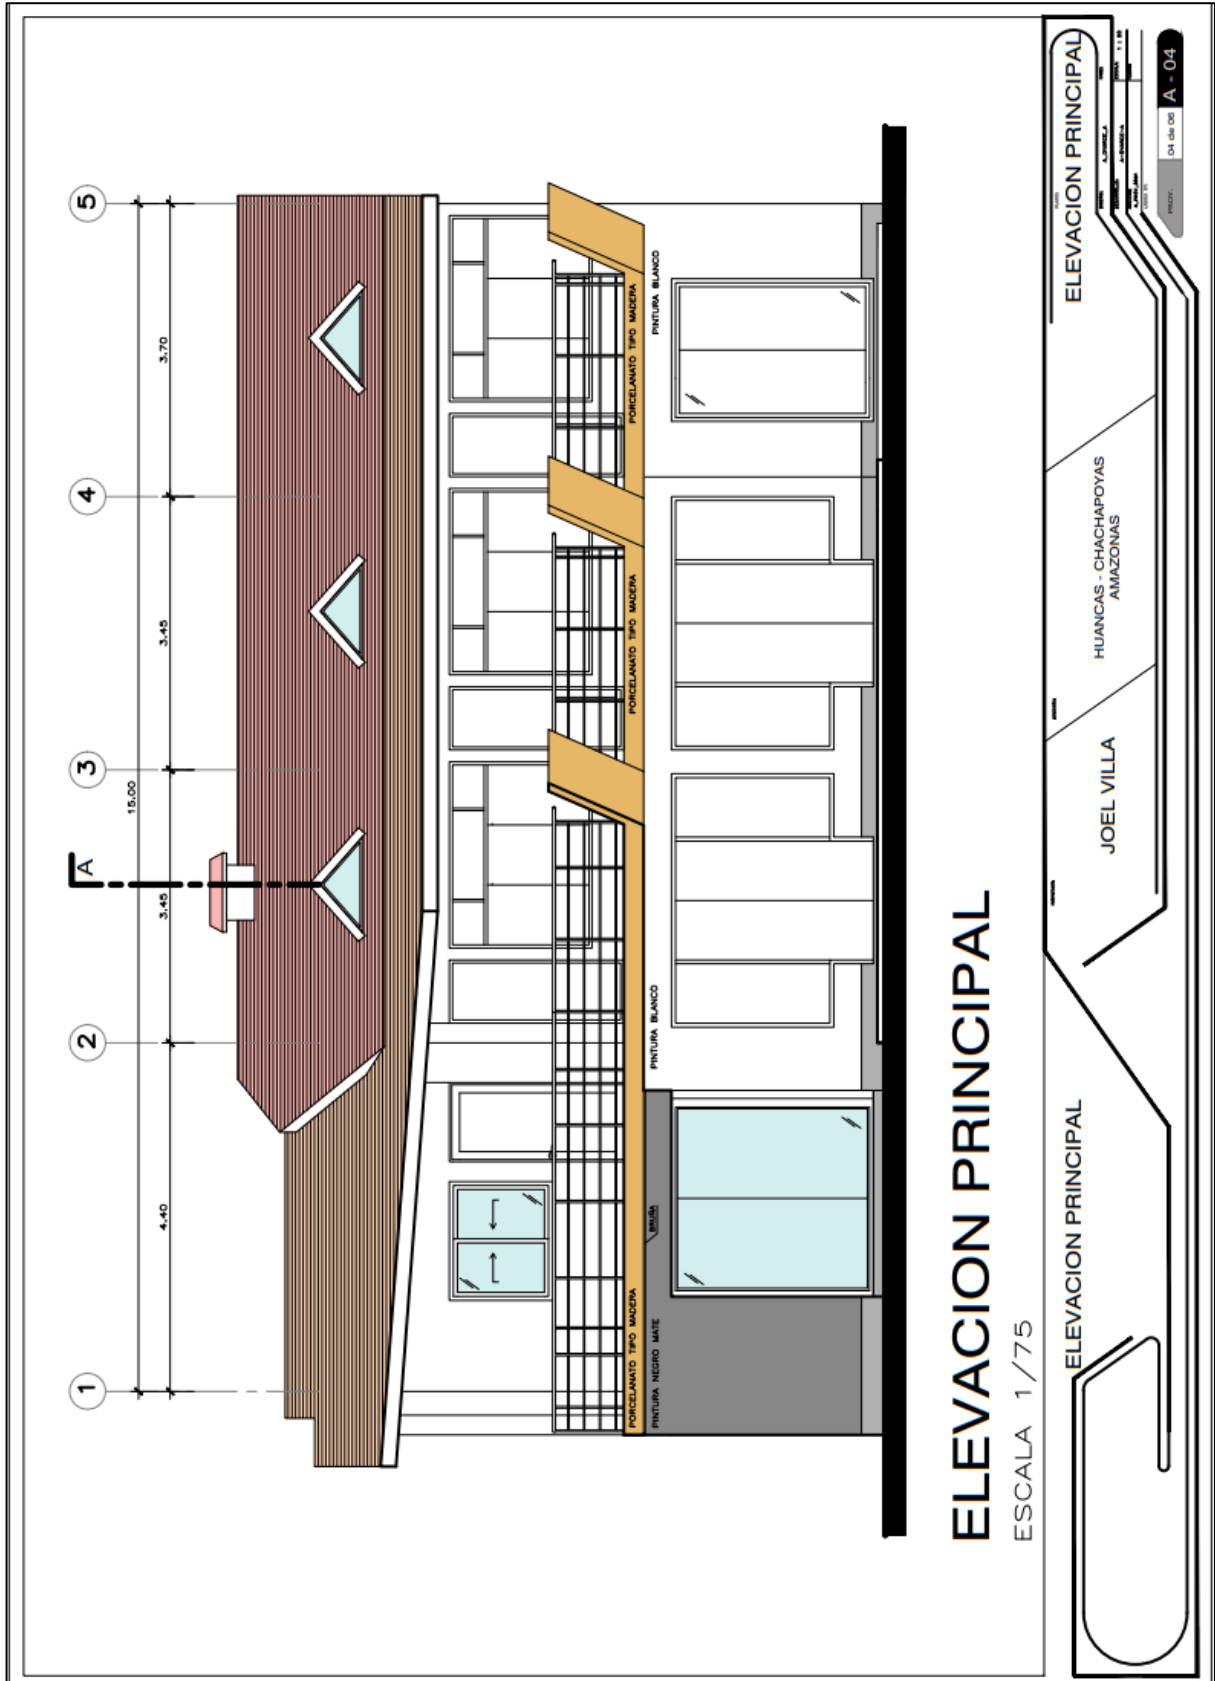 1
2
3
4
5
15.00
4.40
3.45
3.45
3.70
A
PORCELANATO TIPO MADERA
PORCELANATO TIPO MADERA
PORCELANATO TIPO MADERA
PINTURA NEGRO MATE
BRUÑA
PINTURA BLANCO
PINTURA BLANCO
ELEVACION PRINCIPAL
ESCALA 1/75
ELEVACION PRINCIPAL
JOEL VILLA
HUANCAS - CHACHAPOYAS
AMAZONAS
ELEVACION PRINCIPAL
PROY.
04 de 06
A - 04